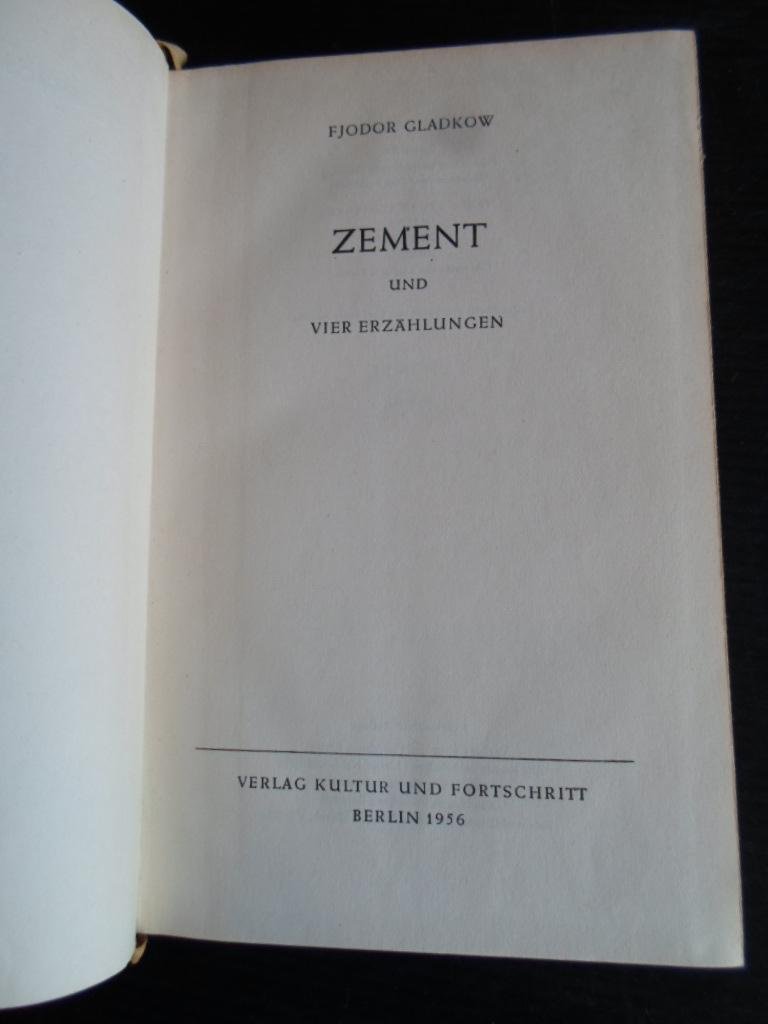 FJODOR GLADKOW
ZEMENT
UND
VIER ERZÄHLUNGEN
VERLAG KULTUR UND FORTSCHRITT
BERLIN 1956